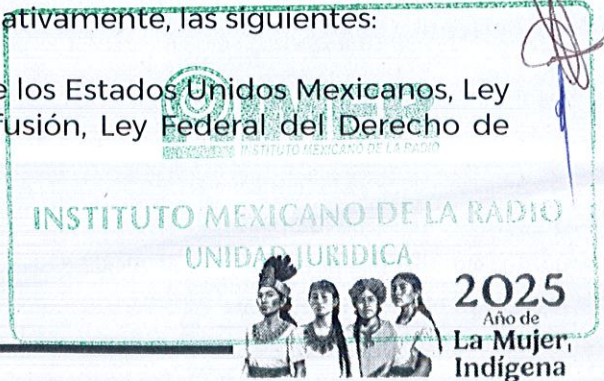 ativamente, las siguientes:
e los Estados Unidos Mexicanos, Ley
fusión, Ley Federal del Derecho de
IMER
INSTITUTO MEXICANO DE LA RADIO
INSTITUTO MEXICANO DE LA RADIO
UNIDAD JURIDICA
2025
Año de
La Mujer
Indígena